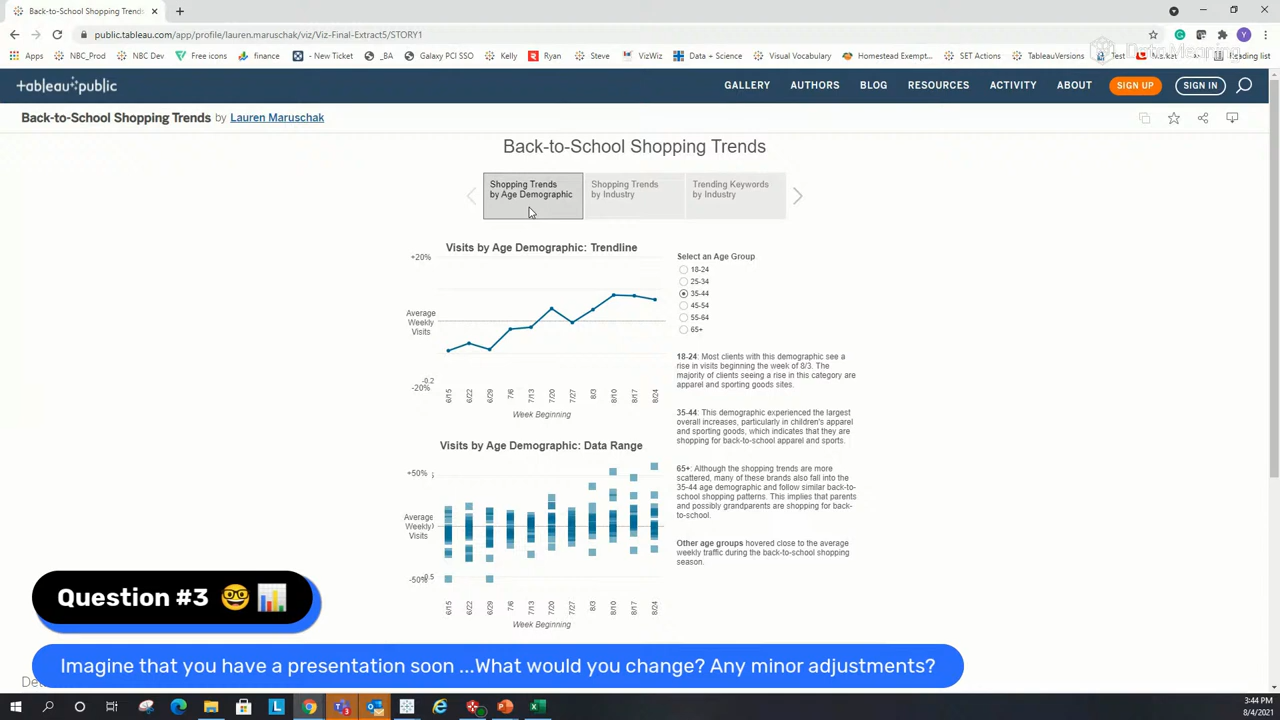 Back-to-School Shopping Trends
public.tableau.com/app/profile/lauren.maruschak/viz/Viz-Final-Extract5/STORY1
Apps NBC_Prod NBC Dev Free icons finance - New Ticket _BA Galaxy PCI SSO Kelly Ryan Steve VizWiz Data + Science Visual Vocabulary Homestead Exempt... SET Actions TableauVersions Reading list
Data Meaning
tableau public GALLERY AUTHORS BLOG RESOURCES ACTIVITY ABOUT SIGN UP SIGN IN
Back-to-School Shopping Trends by Lauren Maruschak
Back-to-School Shopping Trends
Shopping Trends
by Age Demographic
Shopping Trends
by Industry
Trending Keywords
by Industry
Visits by Age Demographic: Trendline
+20%
Average
Weekly
Visits
-0.2
-20%
6/15 6/22 6/29 7/6 7/13 7/20 7/27 8/3 8/10 8/17 8/24
Week Beginning
Select an Age Group
18-24
25-34
35-44
45-54
55-64
65+
18-24: Most clients with this demographic see a
rise in visits beginning the week of 8/3. The
majority of clients seeing a rise in this category are
apparel and sporting goods sites.
35-44: This demographic experienced the largest
overall increases, particularly in children's apparel
and sporting goods, which indicates that they are
shopping for back-to-school apparel and sports.
65+: Although the shopping trends are more
scattered, many of these brands also fall into the
35-44 age demographic and follow similar back-to-
school shopping patterns. This implies that parents
and possibly grandparents are shopping for back-
to-school.
Other age groups hovered close to the average
weekly traffic during the back-to-school shopping
season.
Visits by Age Demographic: Data Range
+50%
Average
Weekly
Visits
-50%
6/15 6/22 6/29 7/6 7/13 7/20 7/27 8/3 8/10 8/17 8/24
Week Beginning
Question #3 🤓 📊
Imagine that you have a presentation soon ...What would you change? Any minor adjustments?
3:44 PM
8/4/2021